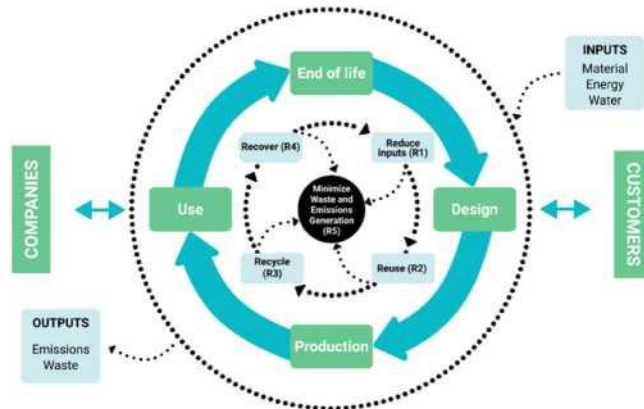 INPUTS
Material
Energy
Water
End of life
Recover (R4)
Reduce
inputs (R1)
Minimize
Waste and
Emissions
Generation
(R5)
COMPANIES
Use
Design
CUSTOMERS
Recycle
(R3)
Reuse (R2)
Production
OUTPUTS
Emissions
Waste